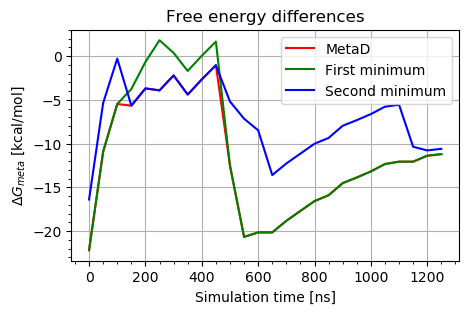 Free energy differences
MetaD
First minimum
Second minimum
ΔG_meta [kcal/mol]
0
−5
−10
−15
−20
0 200 400 600 800 1000 1200
Simulation time [ns]